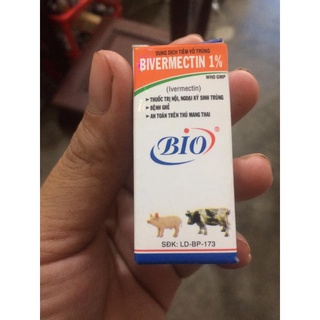 DUNG DỊCH TIÊM VÔ TRÙNG
BIVERMECTIN 1%
WHO GMP
(Ivermectin)
• THUỐC TRỊ NỘI, NGOẠI KÝ SINH TRÙNG
• BỆNH GHẺ
• AN TOÀN TRÊN THÚ MANG THAI
BIO®
SĐK: LD-BP-173